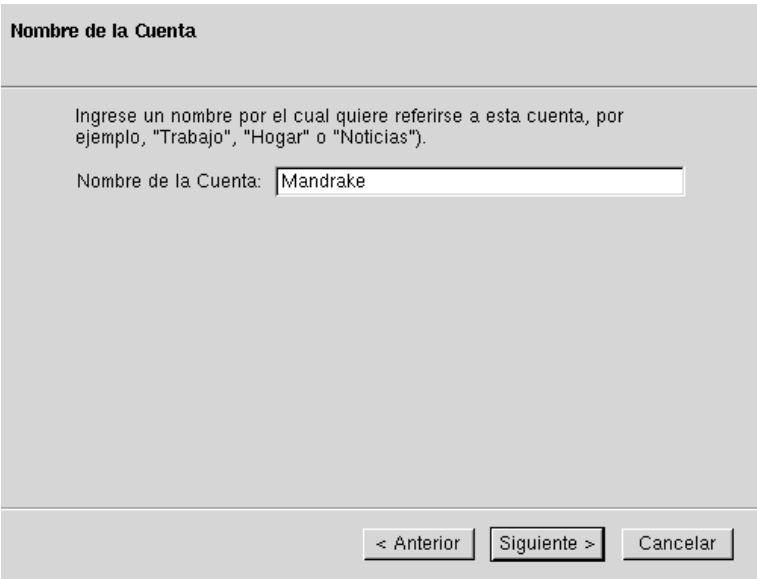 Nombre de la Cuenta
Ingrese un nombre por el cual quiere referirse a esta cuenta, por
ejemplo, "Trabajo", "Hogar" o "Noticias").
Nombre de la Cuenta: Mandrake
< Anterior Siguiente > Cancelar